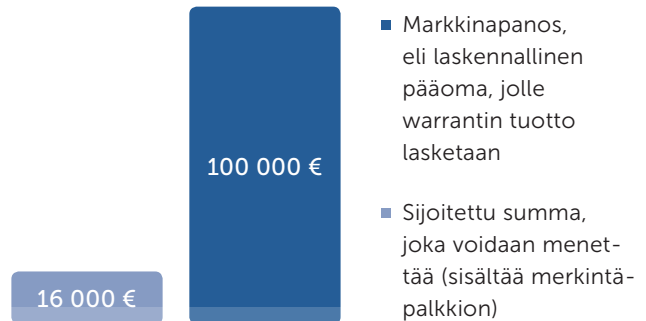 16 000 €
100 000 €
Markkinapanos,
eli laskennallinen
pääoma, jolle
warrantin tuotto
lasketaan
Sijoitettu summa,
joka voidaan menet-
tää (sisältää merkintä-
palkkion)